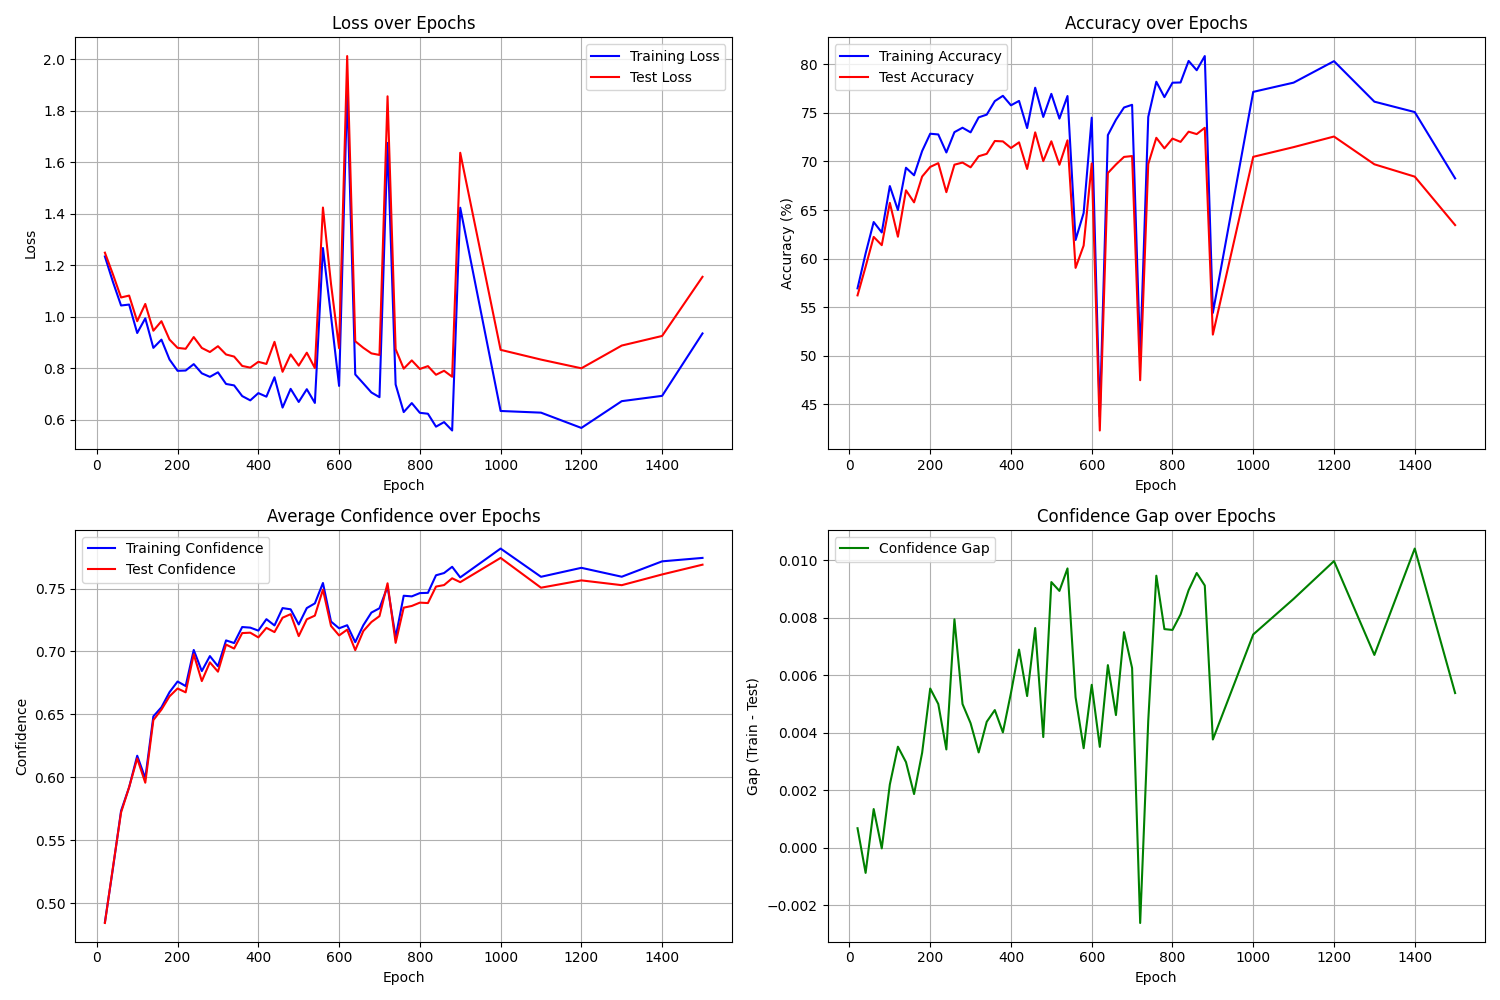 Loss over Epochs
Training Loss
Test Loss
2.0
1.8
1.6
1.4
1.2
1.0
0.8
0.6
Loss
0 200 400 600 800 1000 1200 1400
Epoch
Accuracy over Epochs
Training Accuracy
Test Accuracy
80
75
70
65
60
55
50
45
Accuracy (%)
0 200 400 600 800 1000 1200 1400
Epoch
Average Confidence over Epochs
Training Confidence
Test Confidence
0.75
0.70
0.65
0.60
0.55
0.50
Confidence
0 200 400 600 800 1000 1200 1400
Epoch
Confidence Gap over Epochs
Confidence Gap
0.010
0.008
0.006
0.004
0.002
0.000
−0.002
Gap (Train - Test)
0 200 400 600 800 1000 1200 1400
Epoch